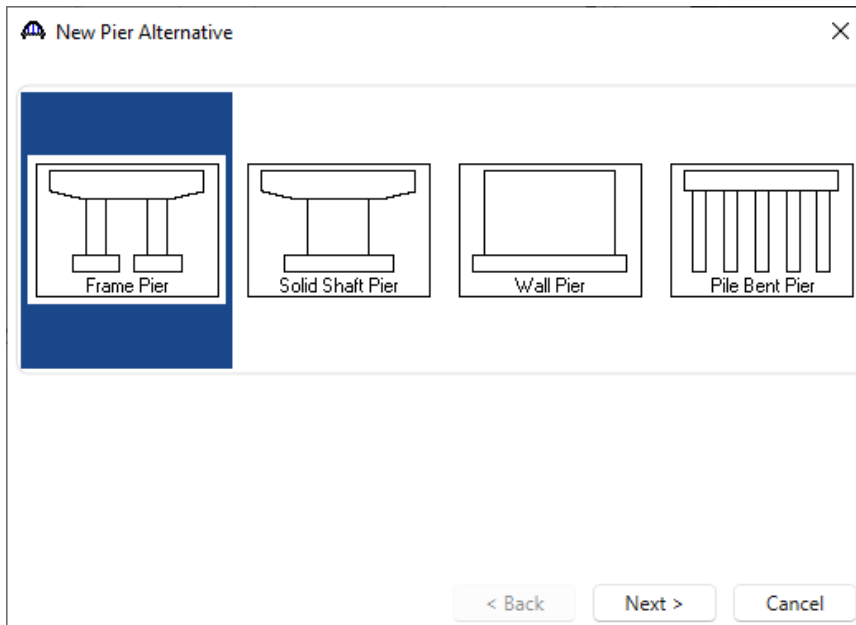 New Pier Alternative
Frame Pier
Solid Shaft Pier
Wall Pier
Pile Bent Pier
< Back
Next >
Cancel